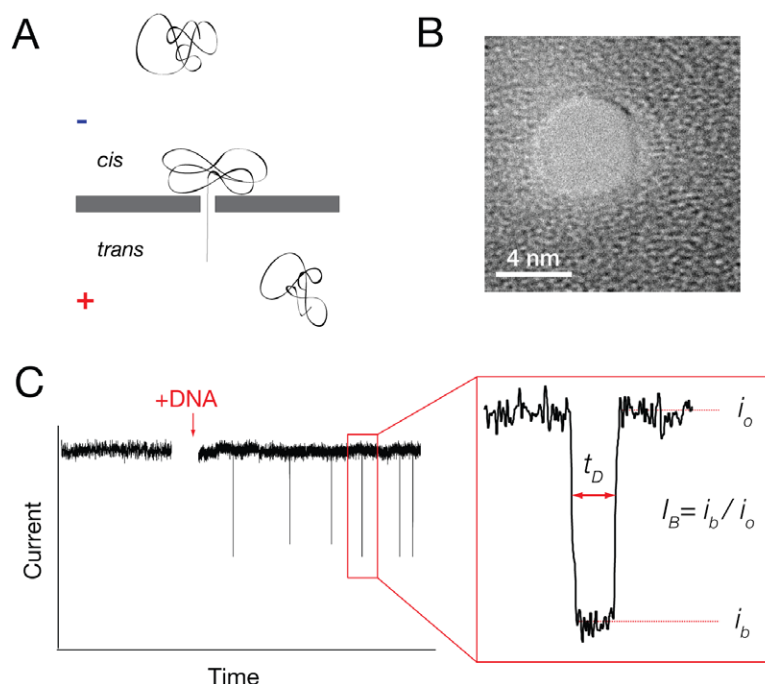 A
-
cis
trans
+
B
4 nm
C
+DNA
Current
Time
i_o
t_D
I_B = i_b / i_o
i_b